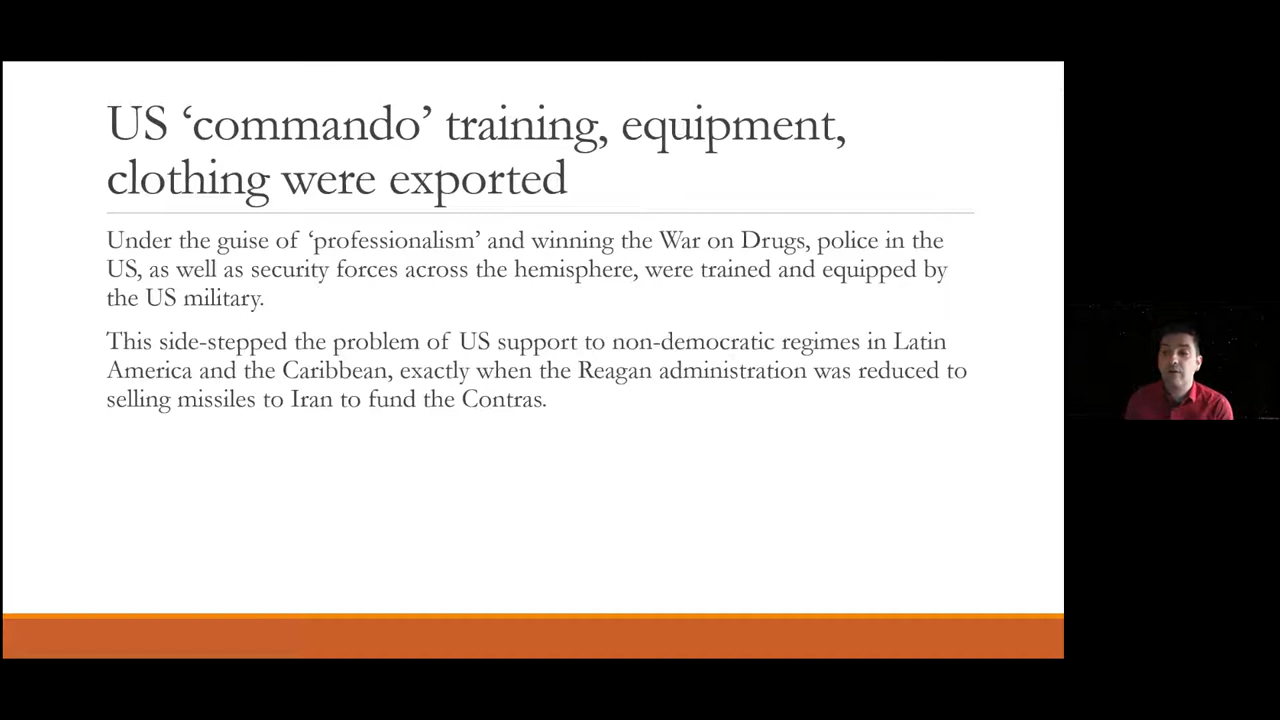 US ‘commando’ training, equipment,
clothing were exported
Under the guise of ‘professionalism’ and winning the War on Drugs, police in the
US, as well as security forces across the hemisphere, were trained and equipped by
the US military.
This side-stepped the problem of US support to non-democratic regimes in Latin
America and the Caribbean, exactly when the Reagan administration was reduced to
selling missiles to Iran to fund the Contras.